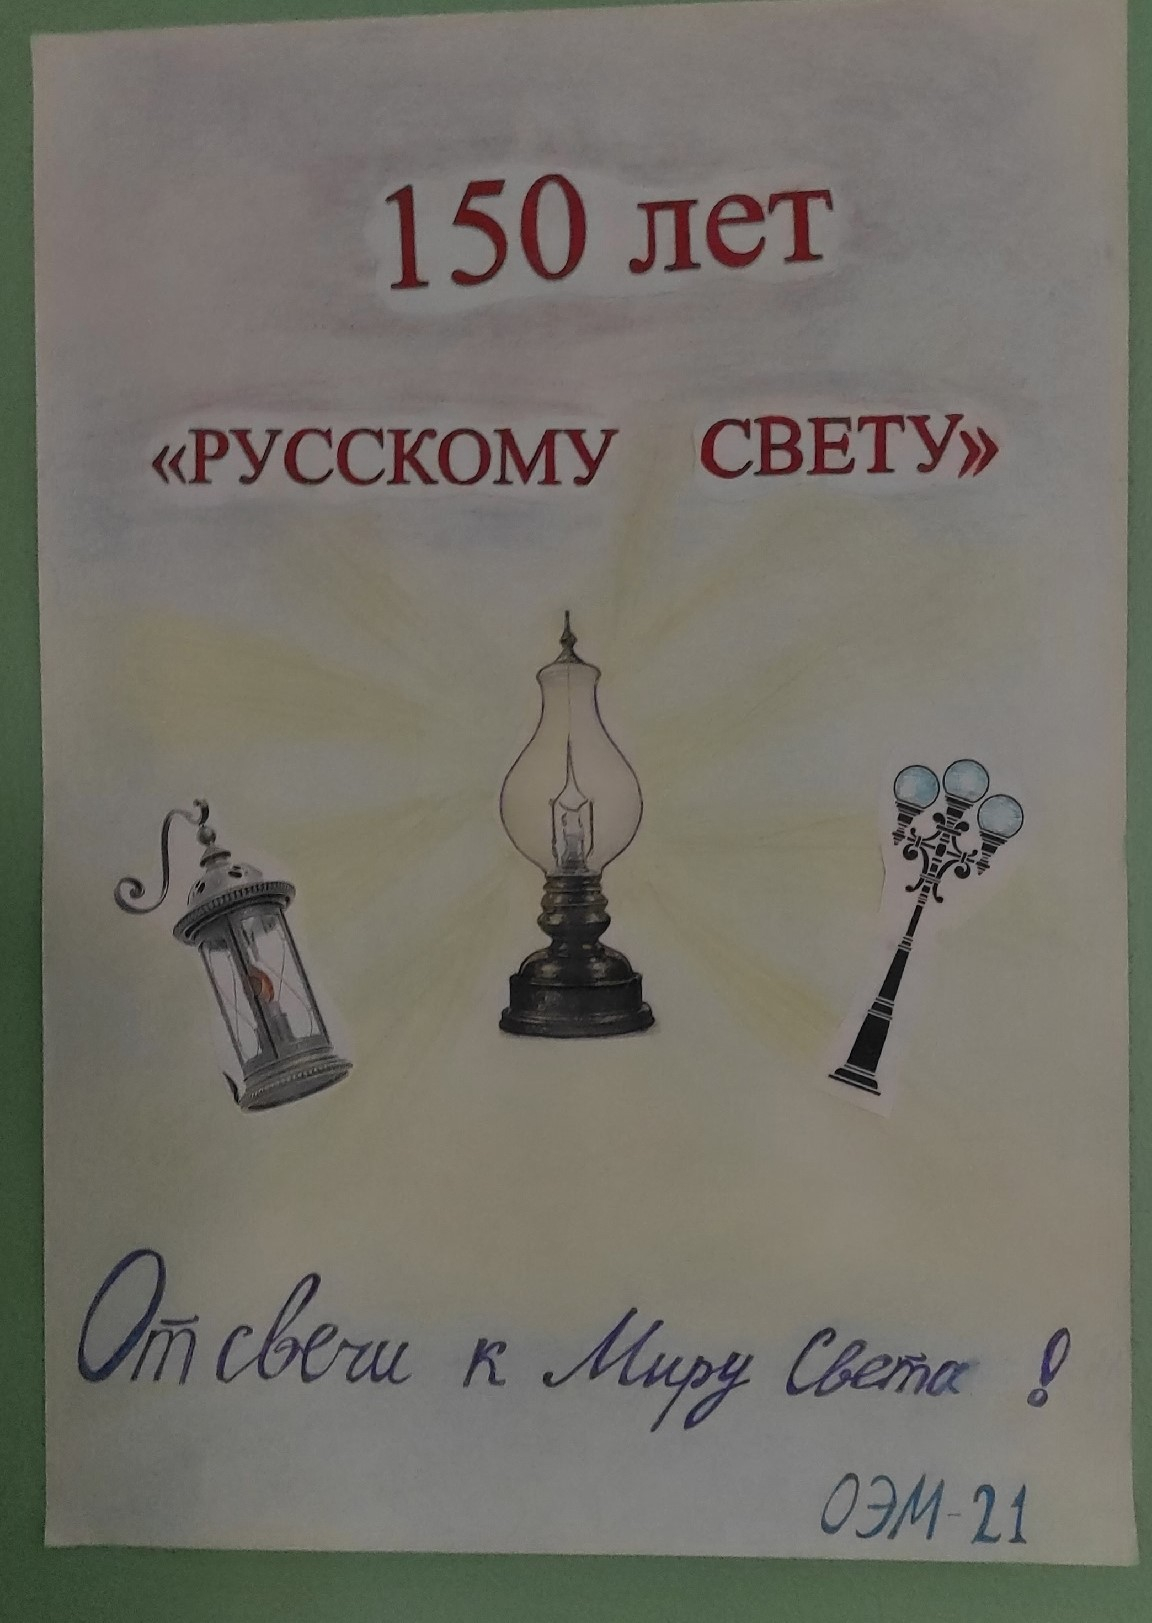 150 лет
«РУССКОМУ СВЕТУ»
От свечи к Миру Света !
ОЭМ-21